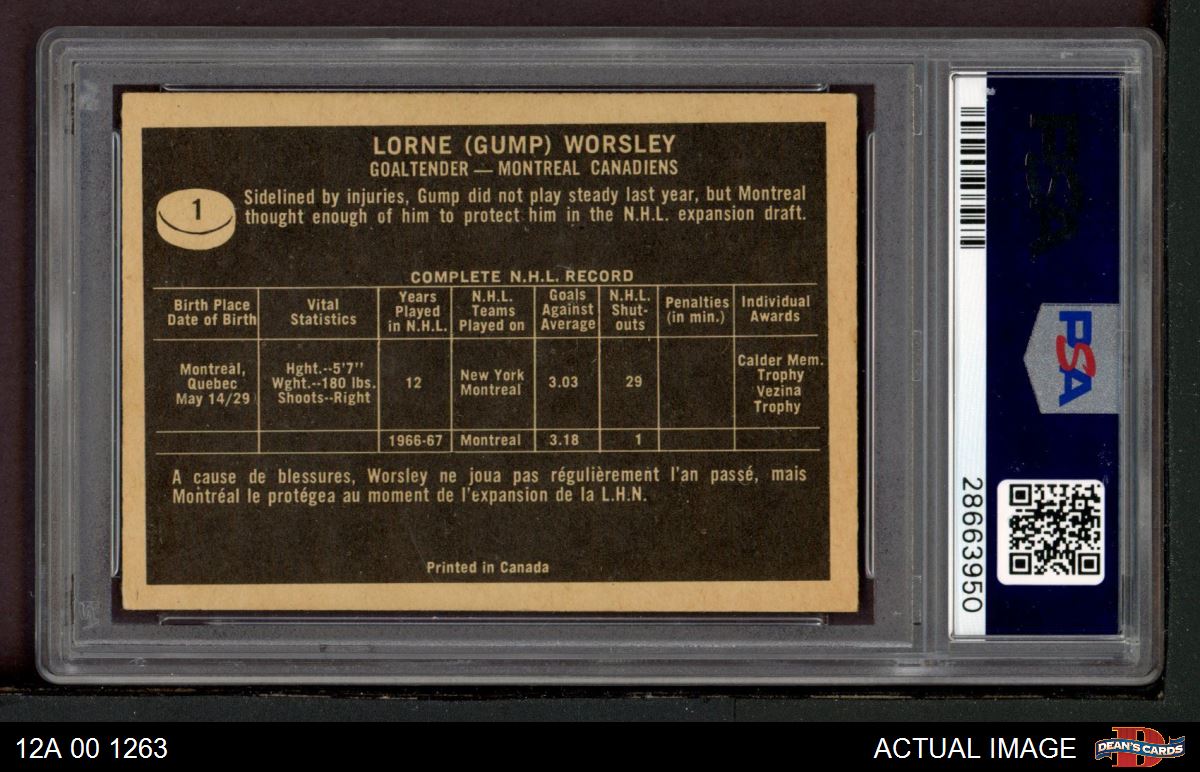 LORNE (GUMP) WORSLEY
GOALTENDER — MONTREAL CANADIENS
1
Sidelined by injuries, Gump did not play steady last year, but Montreal
thought enough of him to protect him in the N.H.L. expansion draft.
COMPLETE N.H.L. RECORD
Birth Place
Date of Birth
Vital
Statistics
Years
Played
in N.H.L.
N.H.L.
Teams
Played on
Goals
Against
Average
N.H.L.
Shut-
outs
Penalties
(in min.)
Individual
Awards
Montreal,
Quebec
May 14/29
Hght.--5'7"
Wght.--180 lbs.
Shoots--Right
12
New York
Montreal
3.03
29
Calder Mem.
Trophy
Vezina
Trophy
1966-67
Montreal
3.18
1
A cause de blessures, Worsley ne joua pas régulièrement l'an passé, mais
Montréal le protégea au moment de l'expansion de la L.H.N.
Printed in Canada
PSA
PSA
28663950
12A 00 1263
ACTUAL IMAGE
D
DEAN'S CARDS